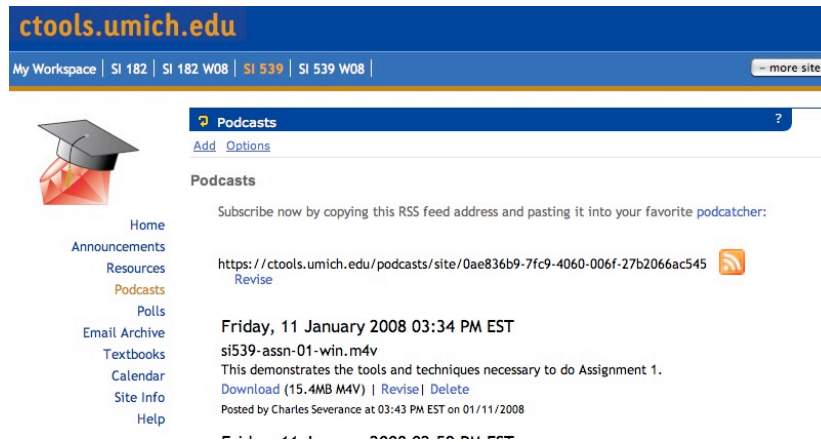 ctools.umich.edu
My Workspace | SI 182 | SI 182 W08 | SI 539 | SI 539 W08 |
– more site
Podcasts ?
Add Options
Podcasts
Subscribe now by copying this RSS feed address and pasting it into your favorite podcatcher:
https://ctools.umich.edu/podcasts/site/0ae836b9-7fc9-4060-006f-27b2066ac545
Revise
Home
Announcements
Resources
Podcasts
Polls
Email Archive
Textbooks
Calendar
Site Info
Help
Friday, 11 January 2008 03:34 PM EST
si539-assn-01-win.m4v
This demonstrates the tools and techniques necessary to do Assignment 1.
Download (15.4MB M4V) | Revise| Delete
Posted by Charles Severance at 03:43 PM EST on 01/11/2008